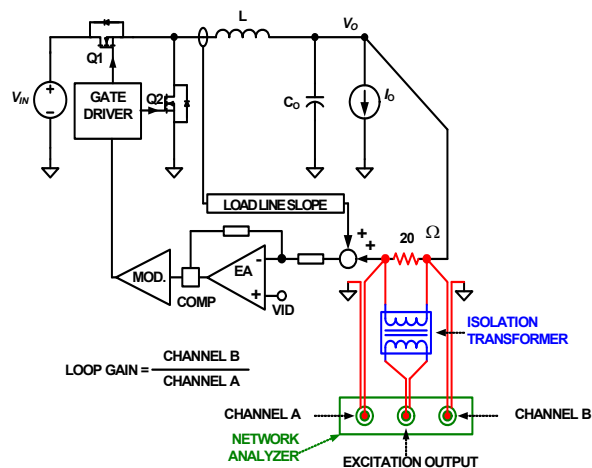 L
Vo
Q1
VIN
+
−
GATE DRIVER
Q2
Co
Io
LOAD LINE SLOPE
+
+
20 Ω
MOD.
COMP
EA
-
+
VID
ISOLATION TRANSFORMER
LOOP GAIN = CHANNEL B / CHANNEL A
CHANNEL A
CHANNEL B
NETWORK ANALYZER
EXCITATION OUTPUT